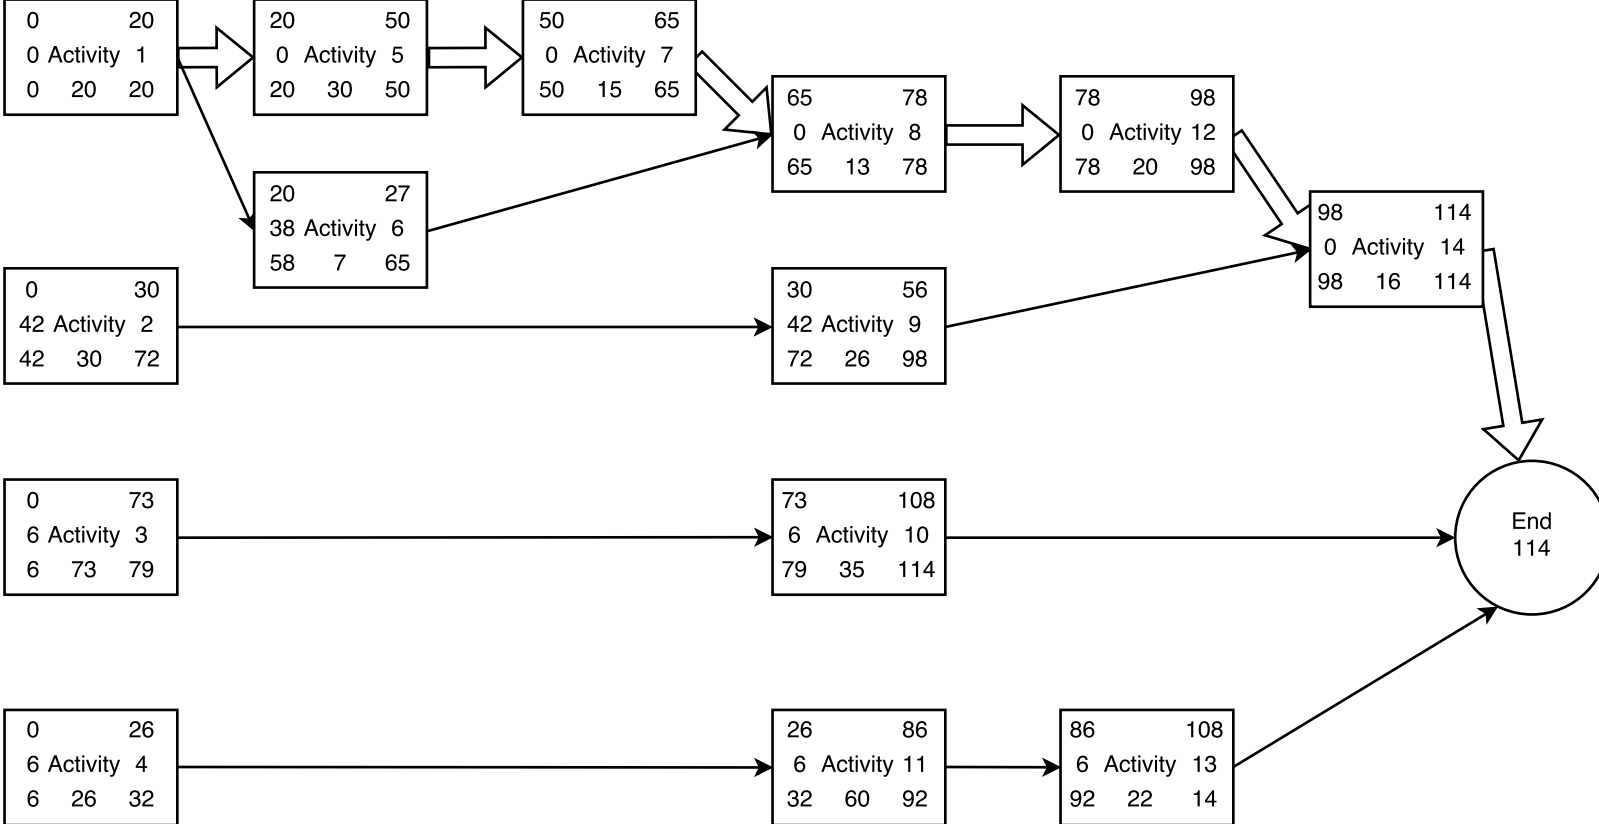 0 20
0 Activity 1
0 20 20
20 50
0 Activity 5
20 30 50
50 65
0 Activity 7
50 15 65
65 78
0 Activity 8
65 13 78
78 98
0 Activity 12
78 20 98
20 27
38 Activity 6
58 7 65
98 114
0 Activity 14
98 16 114
0 30
42 Activity 2
42 30 72
30 56
42 Activity 9
72 26 98
0 73
6 Activity 3
6 73 79
73 108
6 Activity 10
79 35 114
End
114
0 26
6 Activity 4
6 26 32
26 86
6 Activity 11
32 60 92
86 108
6 Activity 13
92 22 14